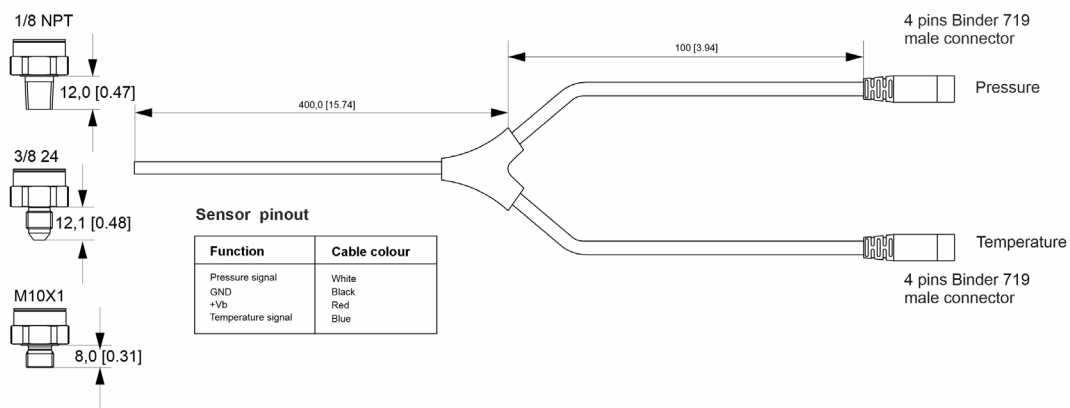 1/8 NPT
12,0 [0.47]
3/8 24
12,1 [0.48]
M10X1
8,0 [0.31]
400,0 [15.74]
100 [3.94]
4 pins Binder 719
male connector
Pressure
Temperature
4 pins Binder 719
male connector
Sensor pinout
Function Cable colour
Pressure signal White
GND Black
+Vb Red
Temperature signal Blue